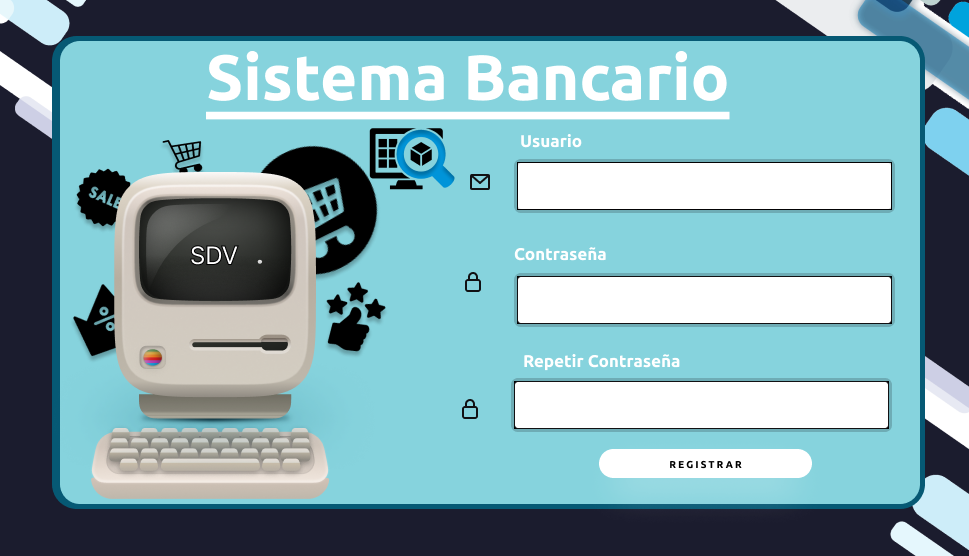 Sistema Bancario
Usuario
SALE
SDV .
Contraseña
%
Repetir Contraseña
REGISTRAR